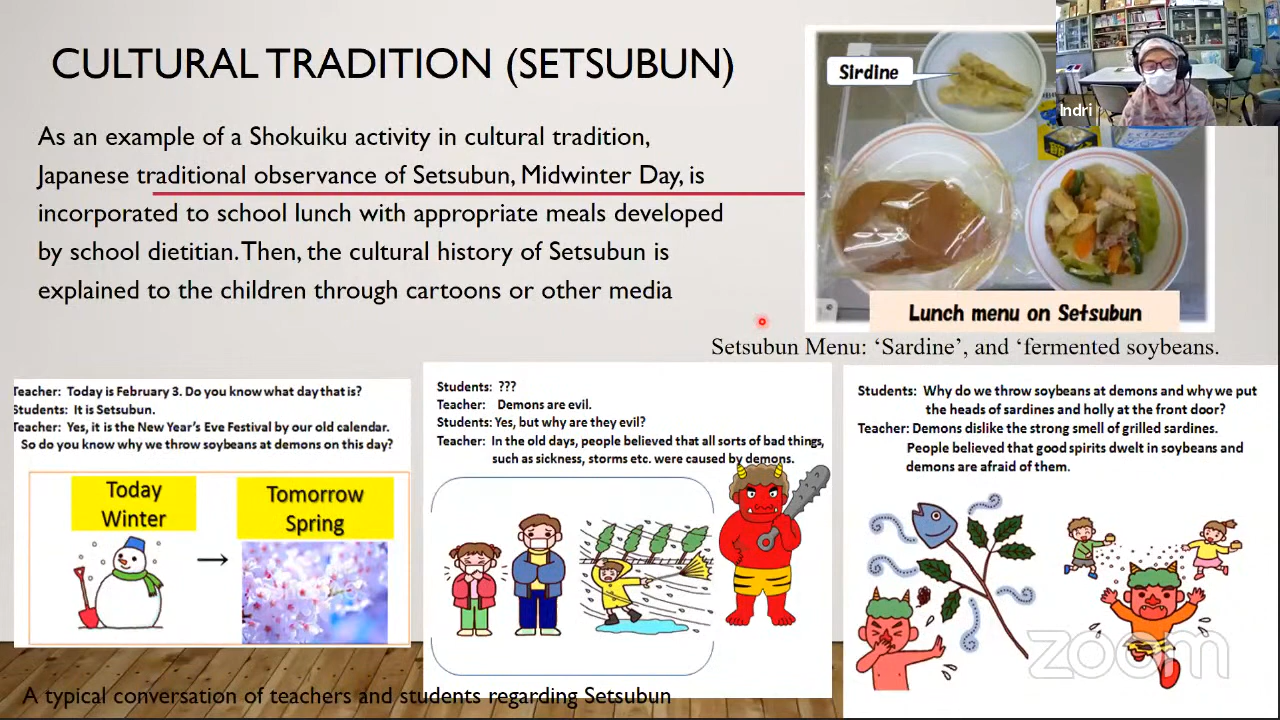 CULTURAL TRADITION (SETSUBUN)
As an example of a Shokuiku activity in cultural tradition,
Japanese traditional observance of Setsubun, Midwinter Day, is
incorporated to school lunch with appropriate meals developed
by school dietitian. Then, the cultural history of Setsubun is
explained to the children through cartoons or other media
Sirdine
Indri
Lunch menu on Setsubun
Setsubun Menu: ‘Sardine’, and ‘fermented soybeans.
Teacher: Today is February 3. Do you know what day that is?
Students: It is Setsubun.
Teacher: Yes, it is the New Year’s Eve Festival by our old calendar.
So do you know why we throw soybeans at demons on this day?
Today
Winter
Tomorrow
Spring
Students: ???
Teacher: Demons are evil.
Students: Yes, but why are they evil?
Teacher: In the old days, people believed that all sorts of bad things,
such as sickness, storms etc. were caused by demons.
Students: Why do we throw soybeans at demons and why we put
the heads of sardines and holly at the front door?
Teacher: Demons dislike the strong smell of grilled sardines.
People believed that good spirits dwelt in soybeans and
demons are afraid of them.
zoom
A typical conversation of teachers and students regarding Setsubun